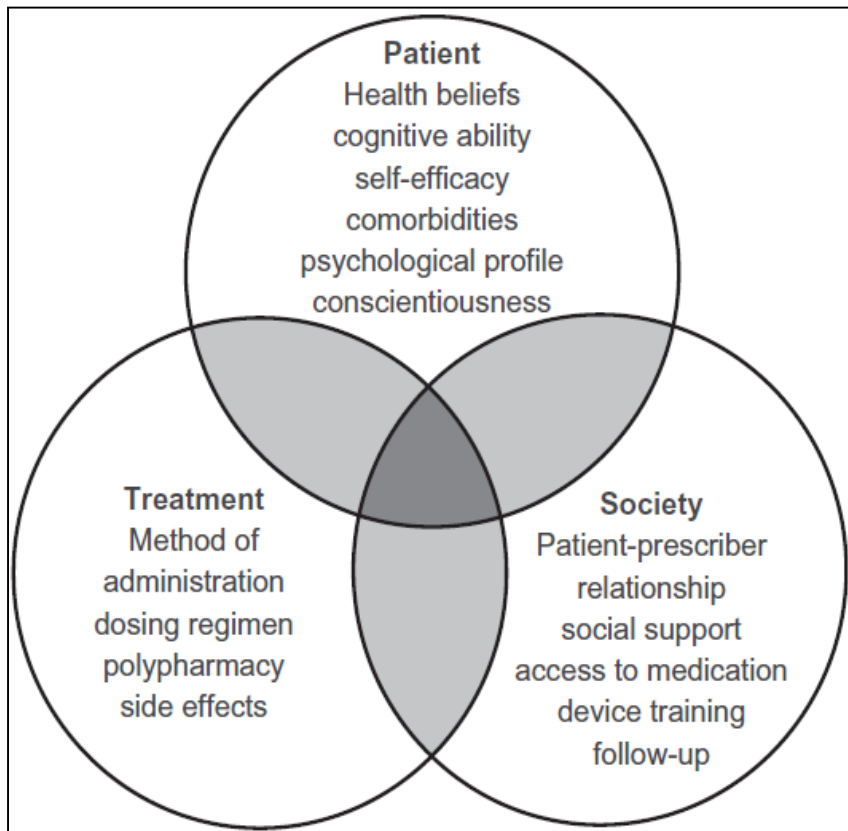 Patient
Health beliefs
cognitive ability
self-efficacy
comorbidities
psychological profile
conscientiousness
Treatment
Method of
administration
dosing regimen
polypharmacy
side effects
Society
Patient-prescriber
relationship
social support
access to medication
device training
follow-up